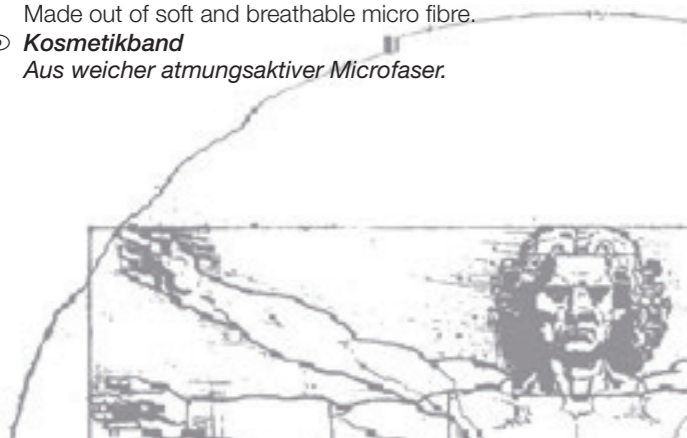 Made out of soft and breathable micro fibre.
Kosmetikband
Aus weicher atmungsaktiver Microfaser.